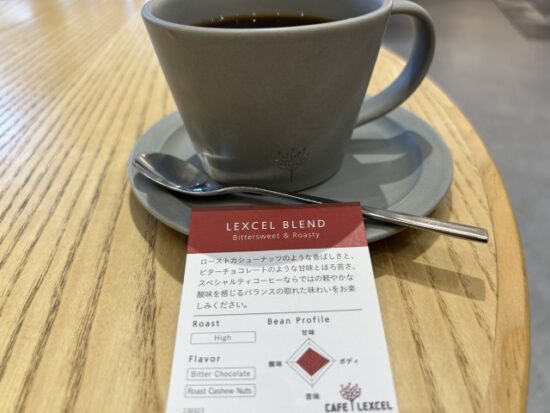 LEXCEL BLEND
Bittersweet & Roasty
ローストカシューナッツのような香ばしさと、
ビターチョコレートのような甘味とほろ苦さ、
スペシャルティコーヒーならではの軽やかな
酸味を感じるバランスの取れた味わいをお楽
しみください。
Roast
High
Flavor
Bitter Chocolate
Roast Cashew Nuts
Bean Profile
甘味
酸味
ボディ
苦味
CAFE LEXCEL